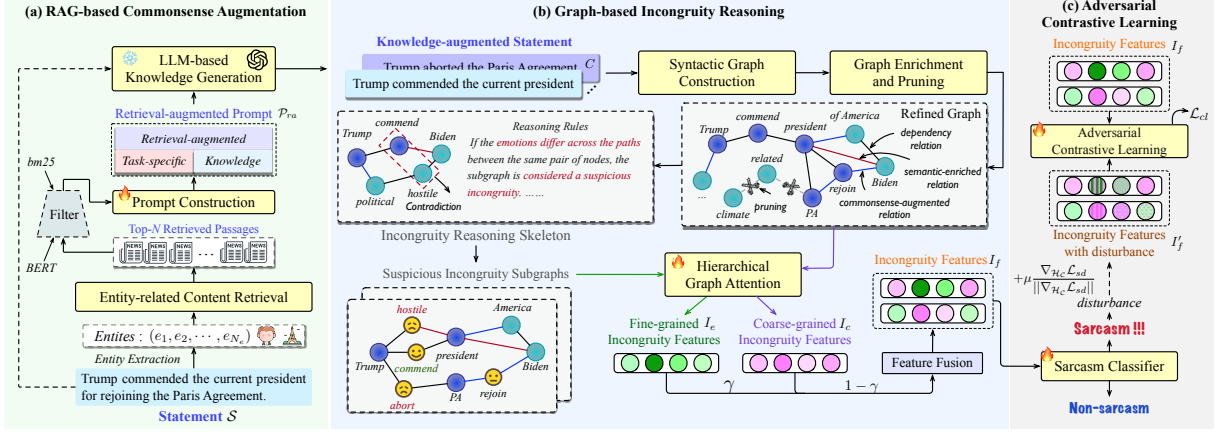 (a) RAG-based Commonsense Augmentation
LLM-based
Knowledge Generation
Retrieval-augmented Prompt 𝒫ra
Retrieval-augmented
Task-specific
Knowledge
bm25
Filter
BERT
Prompt Construction
Top-N Retrieved Passages
NEWS NEWS NEWS ... NEWS NEWS
Entity-related Content Retrieval
Entites : (e1, e2, · · · , eNe)
Entity Extraction
Trump commended the current president
for rejoining the Paris Agreement.
Statement 𝒮
(b) Graph-based Incongruity Reasoning
Knowledge-augmented Statement
Trump aborted the Paris Agreement C
Trump commended the current president
Syntactic Graph
Construction
Graph Enrichment
and Pruning
Trump
commend
Biden
hostile
political
Contradiction
Reasoning Rules
If the emotions differ across the paths
between the same pair of nodes, the
subgraph is considered a suspicious
incongruity. ......
Incongruity Reasoning Skeleton
Refined Graph
Trump
commend
president
of America
dependency
relation
semantic-enriched
relation
Biden
rejoin
commonsense-augmented
relation
PA
related
climate
pruning
...
Suspicious Incongruity Subgraphs
hostile
America
president
Trump
commend
Biden
abort
PA
rejoin
Hierarchical
Graph Attention
Fine-grained Ie
Incongruity Features
Coarse-grained Ic
Incongruity Features
γ
1 − γ
Incongruity Features If
Feature Fusion
(c) Adversarial
Contrastive Learning
Incongruity Features If
ℒcl
Adversarial
Contrastive Learning
Incongruity Features
with disturbance
I′f
+μ ∇ℋC ℒsd / ||∇ℋC ℒsd||
disturbance
Sarcasm !!!
Sarcasm Classifier
Non-sarcasm